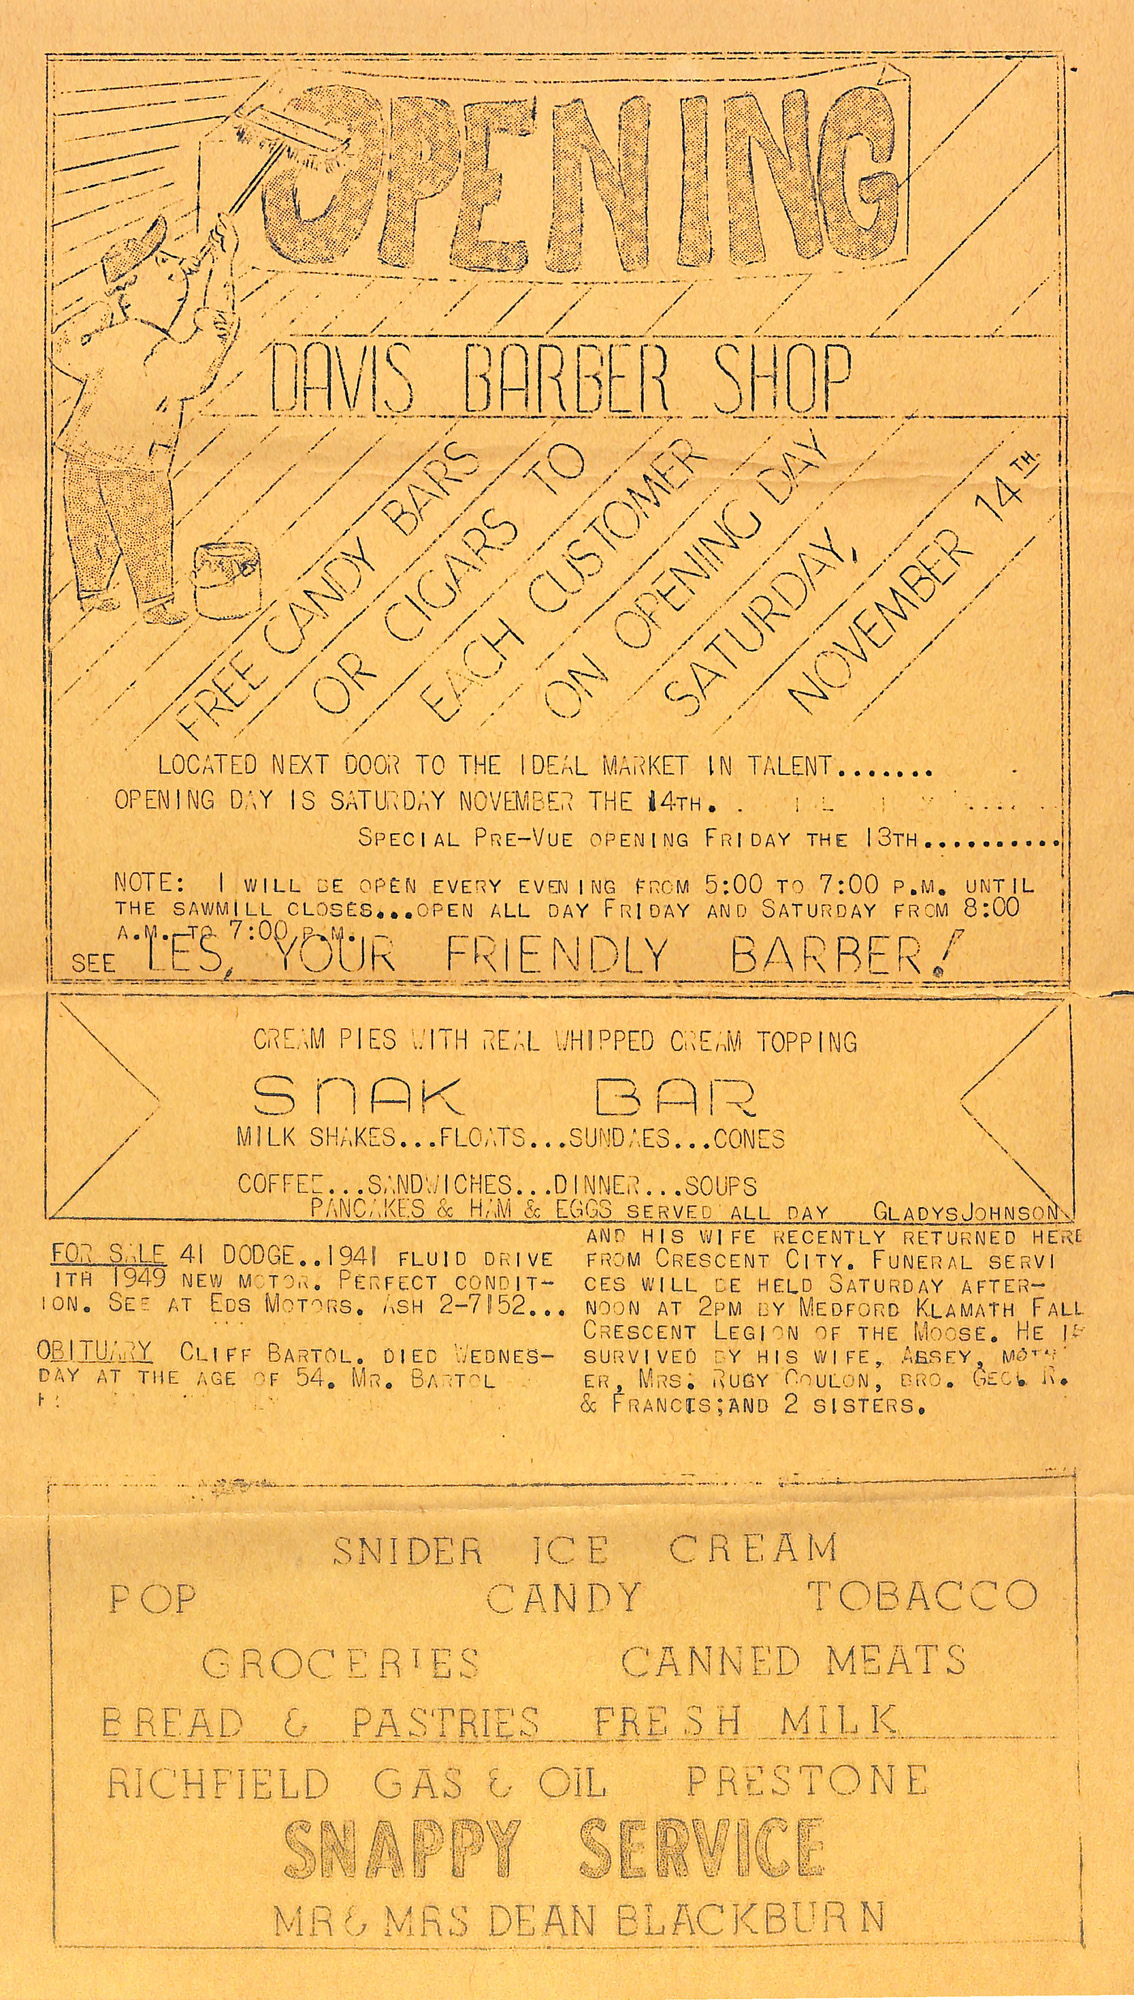 OPENING
DAVIS BARBER SHOP
FREE CANDY BARS
OR CIGARS TO
EACH CUSTOMER
ON OPENING DAY
SATURDAY,
NOVEMBER 14TH
LOCATED NEXT DOOR TO THE IDEAL MARKET IN TALENT.......
OPENING DAY IS SATURDAY NOVEMBER THE 14TH.
SPECIAL PRE-VUE OPENING FRIDAY THE 13TH..........
NOTE: I WILL BE OPEN EVERY EVENING FROM 5:00 TO 7:00 P.M. UNTIL
THE SAWMILL CLOSES...OPEN ALL DAY FRIDAY AND SATURDAY FROM 8:00
A.M. TO 7:00 P.M.
SEE LES, YOUR FRIENDLY BARBER!
CREAM PIES WITH REAL WHIPPED CREAM TOPPING
SNAK BAR
MILK SHAKES...FLOATS...SUNDAES...CONES
COFFEE...SANDWICHES...DINNER...SOUPS
PANCAKES & HAM & EGGS SERVED ALL DAY GLADYS JOHNSON
FOR SALE 41 DODGE..1941 FLUID DRIVE
ITH 1949 NEW MOTOR. PERFECT CONDIT-
ION. SEE AT EDS MOTORS. ASH 2-7152...
OBITUARY CLIFF BARTOL. DIED WEDNES-
DAY AT THE AGE OF 54. MR. BARTOL
AND HIS WIFE RECENTLY RETURNED HERE
FROM CRESCENT CITY. FUNERAL SERVI
CES WILL BE HELD SATURDAY AFTER-
NOON AT 2PM BY MEDFORD KLAMATH FALL
CRESCENT LEGION OF THE MOOSE. HE IS
SURVIVED BY HIS WIFE, ABSEY, MOTH
ER, MRS. RUBY COULON, BRO. GEO. R.
& FRANCIS;AND 2 SISTERS.
SNIDER ICE CREAM
POP CANDY TOBACCO
GROCERIES CANNED MEATS
BREAD & PASTRIES FRESH MILK
RICHFIELD GAS & OIL PRESTONE
SNAPPY SERVICE
MR & MRS DEAN BLACKBURN